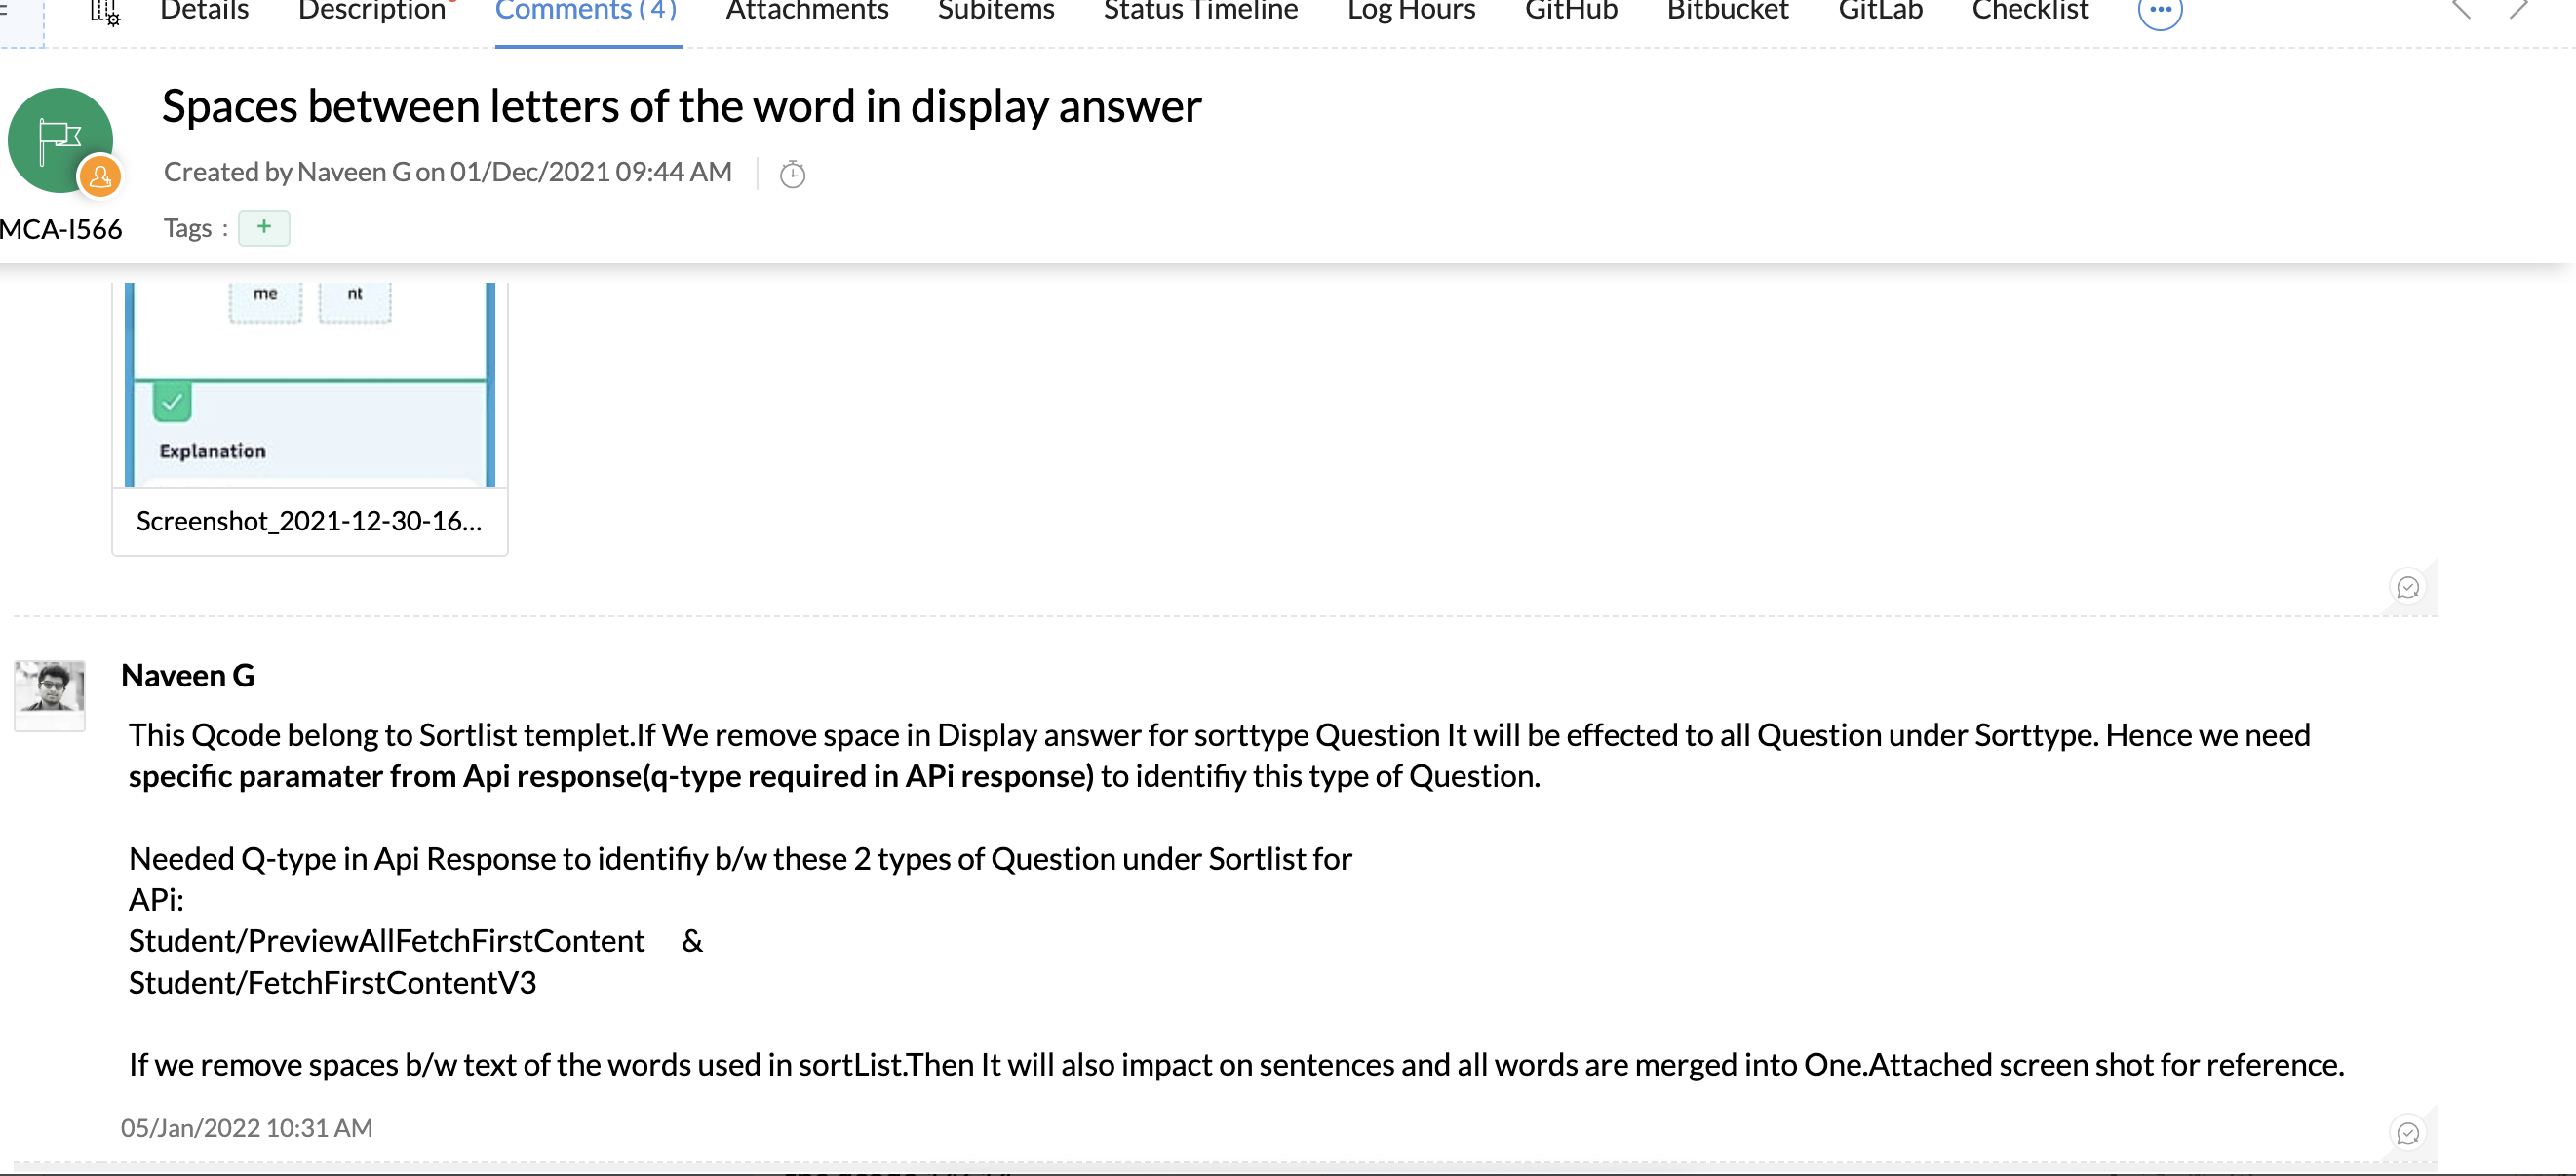 Details Description Comments ( 4 ) Attachments Subitems Status Timeline Log Hours GitHub Bitbucket GitLab Checklist
Spaces between letters of the word in display answer
Created by Naveen G on 01/Dec/2021 09:44 AM
MCA-I566 Tags : +
me nt
Explanation
Screenshot_2021-12-30-16...
Naveen G
This Qcode belong to Sortlist templet.If We remove space in Display answer for sorttype Question It will be effected to all Question under Sorttype. Hence we need
specific paramater from Api response(q-type required in APi response) to identifiy this type of Question.
Needed Q-type in Api Response to identifiy b/w these 2 types of Question under Sortlist for
APi:
Student/PreviewAllFetchFirstContent &
Student/FetchFirstContentV3
If we remove spaces b/w text of the words used in sortList.Then It will also impact on sentences and all words are merged into One.Attached screen shot for reference.
05/Jan/2022 10:31 AM